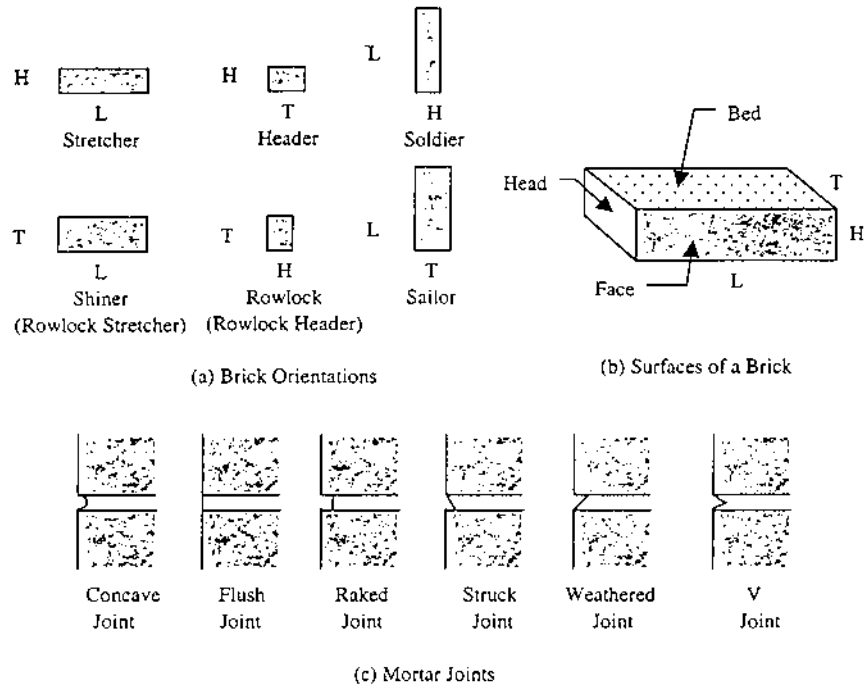 H
L
Stretcher
H
T
Header
L
H
Soldier
T
L
Shiner
(Rowlock Stretcher)
T
H
Rowlock
(Rowlock Header)
L
T
Sailor
(a) Brick Orientations
Bed
Head
T
H
Face
L
(b) Surfaces of a Brick
Concave
Joint
Flush
Joint
Raked
Joint
Struck
Joint
Weathered
Joint
V
Joint
(c) Mortar Joints